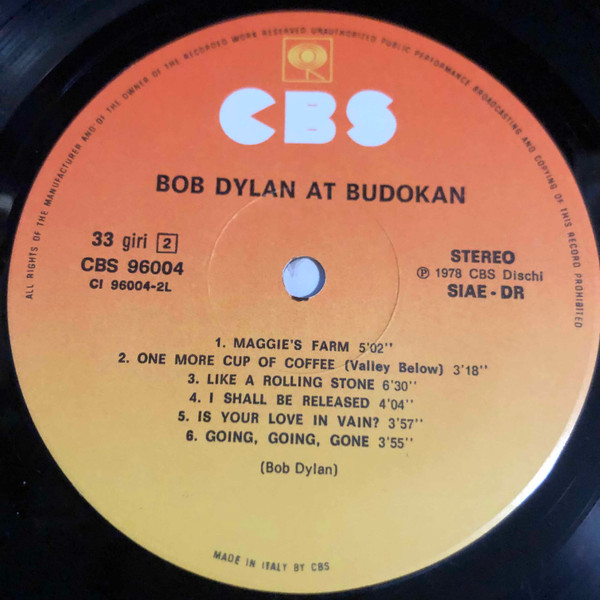 ALL RIGHTS OF THE MANUFACTURER AND OF THE OWNER OF THE RECORDED WORK RESERVED UNAUTHORIZED PUBLIC PERFORMANCE BROADCASTING AND COPYING OF THIS RECORD PROHIBITED
CBS
BOB DYLAN AT BUDOKAN
33 giri 2
CBS 96004
CI 96004-2L
STEREO
℗ 1978 CBS Dischi
SIAE - DR
1. MAGGIE'S FARM 5'02''
2. ONE MORE CUP OF COFFEE (Valley Below) 3'18''
3. LIKE A ROLLING STONE 6'30''
4. I SHALL BE RELEASED 4'04''
5. IS YOUR LOVE IN VAIN? 3'57''
6. GOING, GOING, GONE 3'55''
(Bob Dylan)
MADE IN ITALY BY CBS